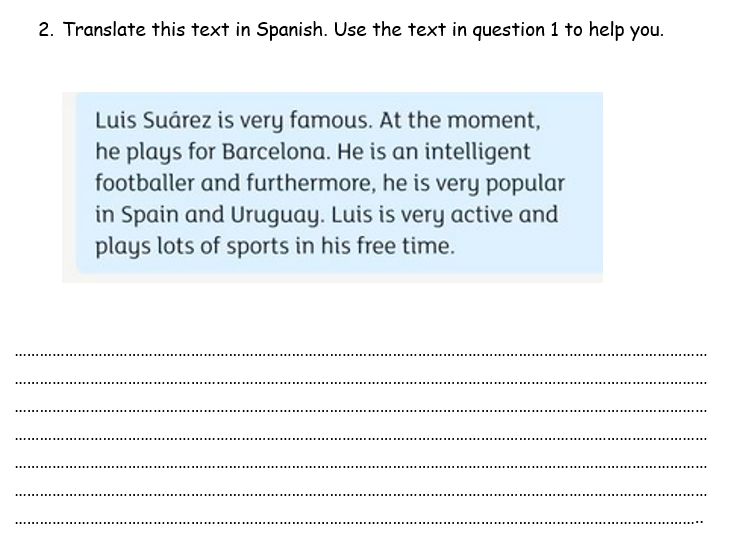 2. Translate this text in Spanish. Use the text in question 1 to help you.
Luis Suárez is very famous. At the moment,
he plays for Barcelona. He is an intelligent
footballer and furthermore, he is very popular
in Spain and Uruguay. Luis is very active and
plays lots of sports in his free time.